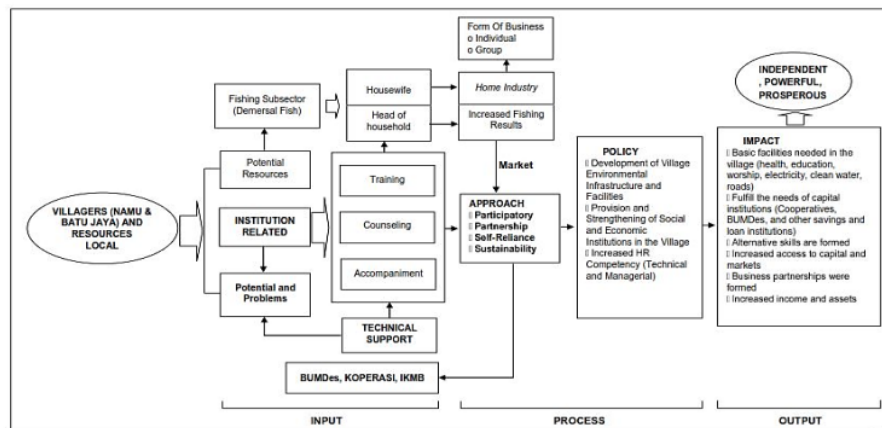 VILLAGERS (NAMU &
BATU JAYA) AND
RESOURCES
LOCAL
Fishing Subsector
(Demersal Fish)
Potential
Resources
INSTITUTION
RELATED
Potential and
Problems
Housewife
Head of
household
Training
Counseling
Accompaniment
TECHNICAL
SUPPORT
BUMDes, KOPERASI, IKMB
Form Of Business
o Individual
o Group
Home Industry
Increased Fishing
Results
Market
APPROACH
▯ Participatory
▯ Partnership
▯ Self-Reliance
▯ Sustainability
POLICY
▯ Development of Village
Environmental
Infrastructure and
Facilities
▯ Provision and
Strengthening of Social
and Economic
Institutions in the Village
▯ Increased HR
Competency (Technical
and Managerial)
INDEPENDENT
, POWERFUL,
PROSPEROUS
IMPACT
▯ Basic facilities needed in the
village (health, education,
worship, electricity, clean water,
roads)
▯ Fulfill the needs of capital
institutions (Cooperatives,
BUMDes, and other savings and
loan institutions)
▯ Alternative skills are formed
▯ Increased access to capital and
markets
▯ Business partnerships were
formed
▯ Increased income and assets
INPUT
PROCESS
OUTPUT